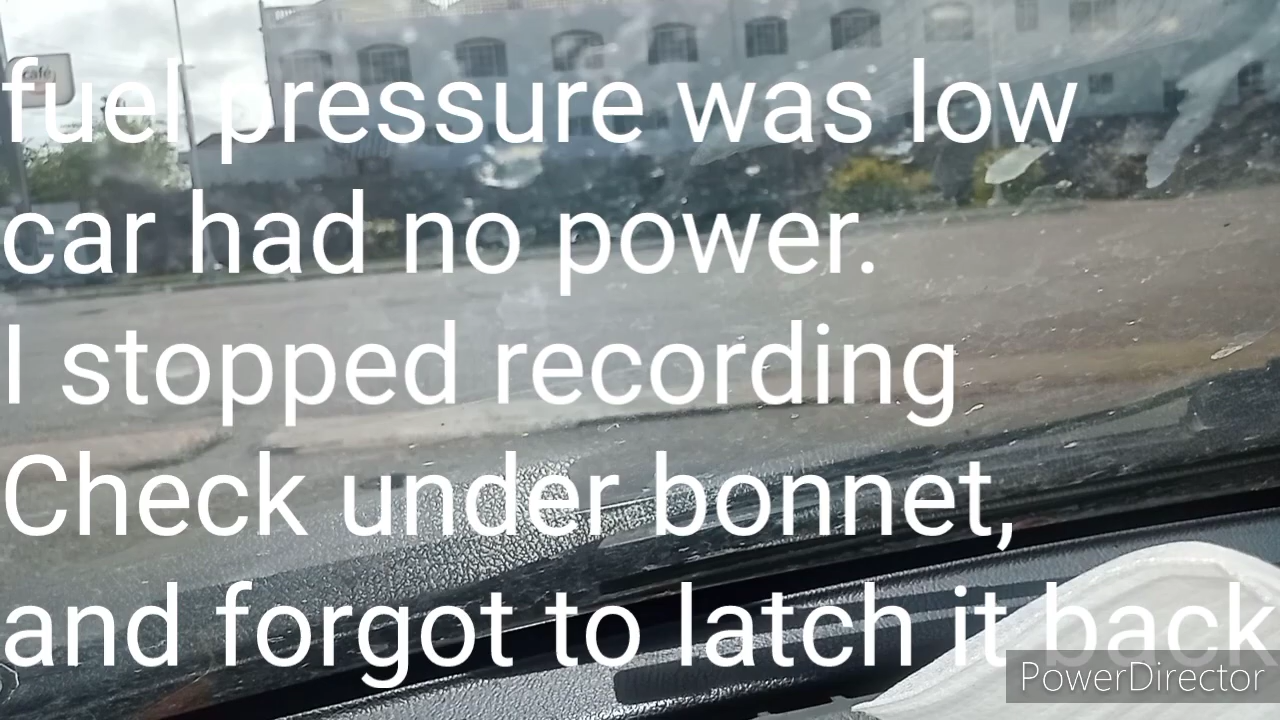 café
fuel pressure was low
car had no power.
I stopped recording
Check under bonnet,
and forgot to latch it back
PowerDirector